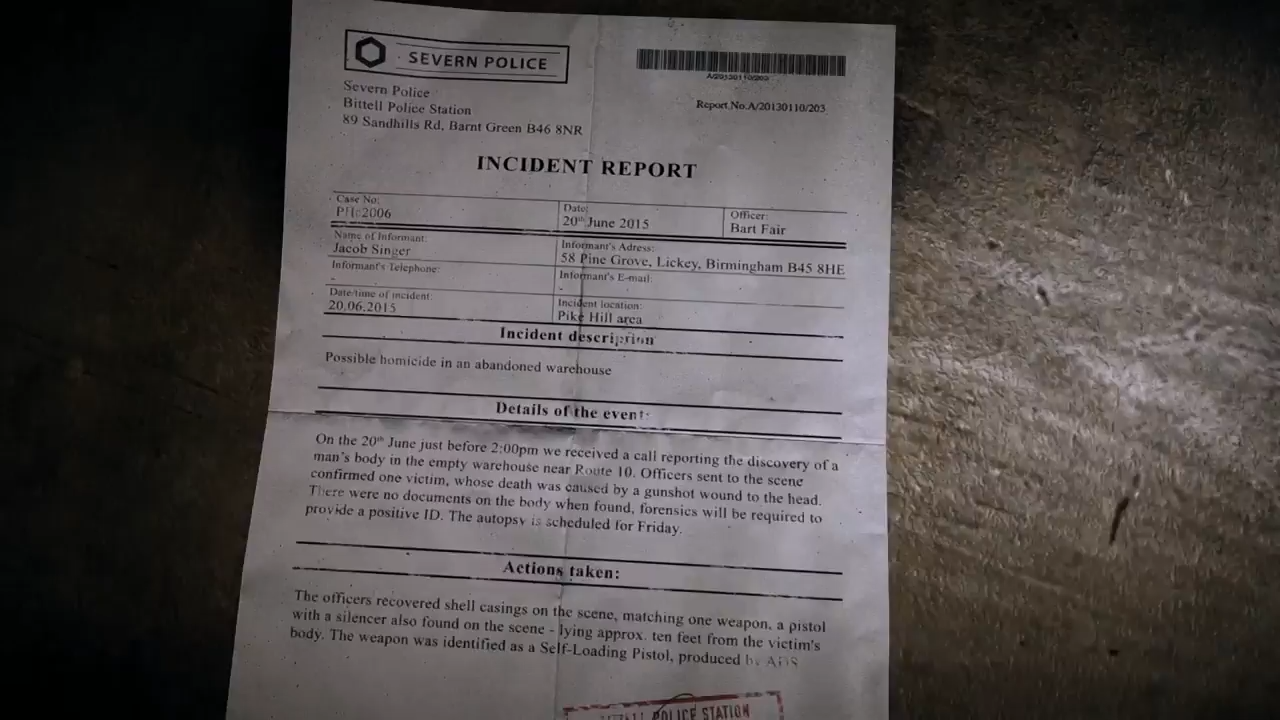 SEVERN POLICE
A/20130110/203
Severn Police
Bittell Police Station
89 Sandhills Rd, Barnt Green B46 8NR
Report No.A/20130110/203
INCIDENT REPORT
Case No:
Date:
Officer:
20th June 2015
Bart Fair
Name of Informant:
Informant's Adress:
Jacob Singer
58 Pine Grove, Lickey, Birmingham B45 8HE
Informant's Telephone:
Informant's E-mail:
-
-
Date/time of incident:
Incident location:
20.06.2015
Pike Hill area
Incident description
Possible homicide in an abandoned warehouse
Details of the event:
On the 20th June just before 2:00pm we received a call reporting the discovery of a
man's body in the empty warehouse near Route 10. Officers sent to the scene
confirmed one victim, whose death was caused by a gunshot wound to the head.
There were no documents on the body when found, forensics will be required to
provide a positive ID. The autopsy is scheduled for Friday.
Actions taken:
The officers recovered shell casings on the scene, matching one weapon, a pistol
with a silencer also found on the scene - lying approx. ten feet from the victim's
body. The weapon was identified as a Self-Loading Pistol, produced by
POLICE STATION